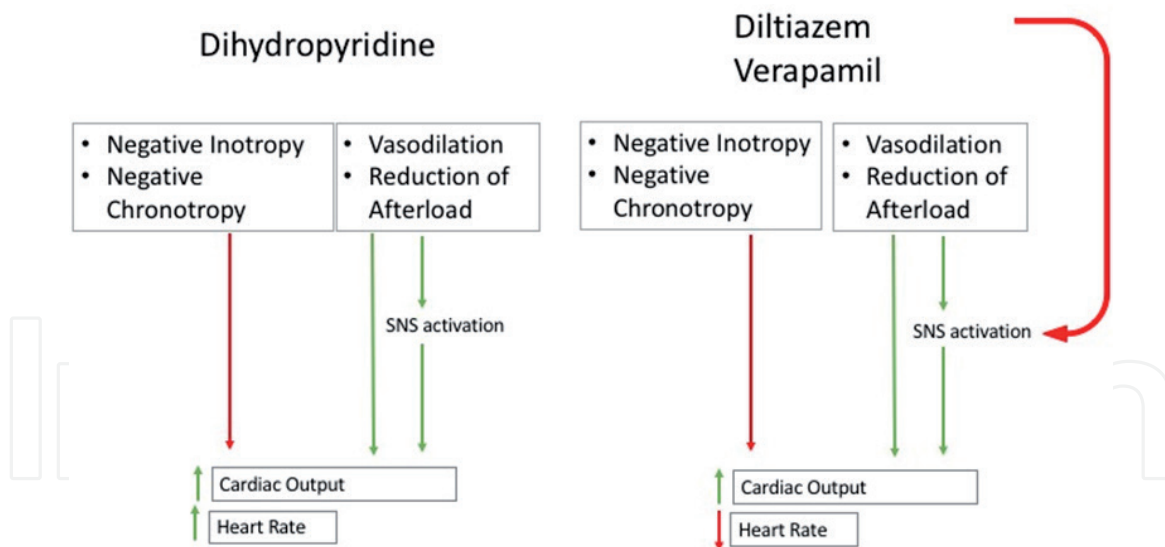 Dihydropyridine
• Negative Inotropy
• Negative
Chronotropy
• Vasodilation
• Reduction of
Afterload
SNS activation
Cardiac Output
Heart Rate
Diltiazem
Verapamil
• Negative Inotropy
• Negative
Chronotropy
• Vasodilation
• Reduction of
Afterload
SNS activation
Cardiac Output
Heart Rate